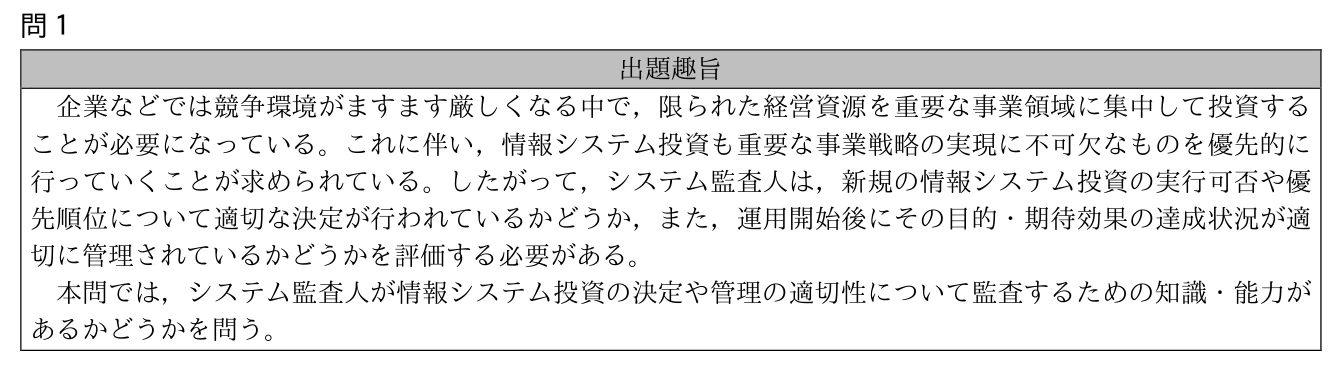 問1
出題趣旨
企業などでは競争環境がますます厳しくなる中で，限られた経営資源を重要な事業領域に集中して投資する
ことが必要になっている。これに伴い，情報システム投資も重要な事業戦略の実現に不可欠なものを優先的に
行っていくことが求められている。したがって，システム監査人は，新規の情報システム投資の実行可否や優
先順位について適切な決定が行われているかどうか，また，運用開始後にその目的・期待効果の達成状況が適
切に管理されているかどうかを評価する必要がある。
本問では，システム監査人が情報システム投資の決定や管理の適切性について監査するための知識・能力が
あるかどうかを問う。